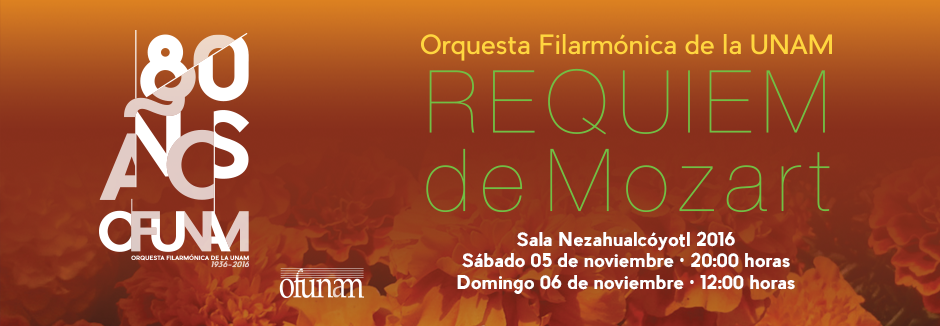 80
AÑOS
OFUNAM
ORQUESTA FILARMÓNICA DE LA UNAM
1936-2016
ofunam
Orquesta Filarmónica de la UNAM
REQUIEM
de Mozart
Sala Nezahualcóyotl 2016
Sábado 05 de noviembre · 20:00 horas
Domingo 06 de noviembre · 12:00 horas